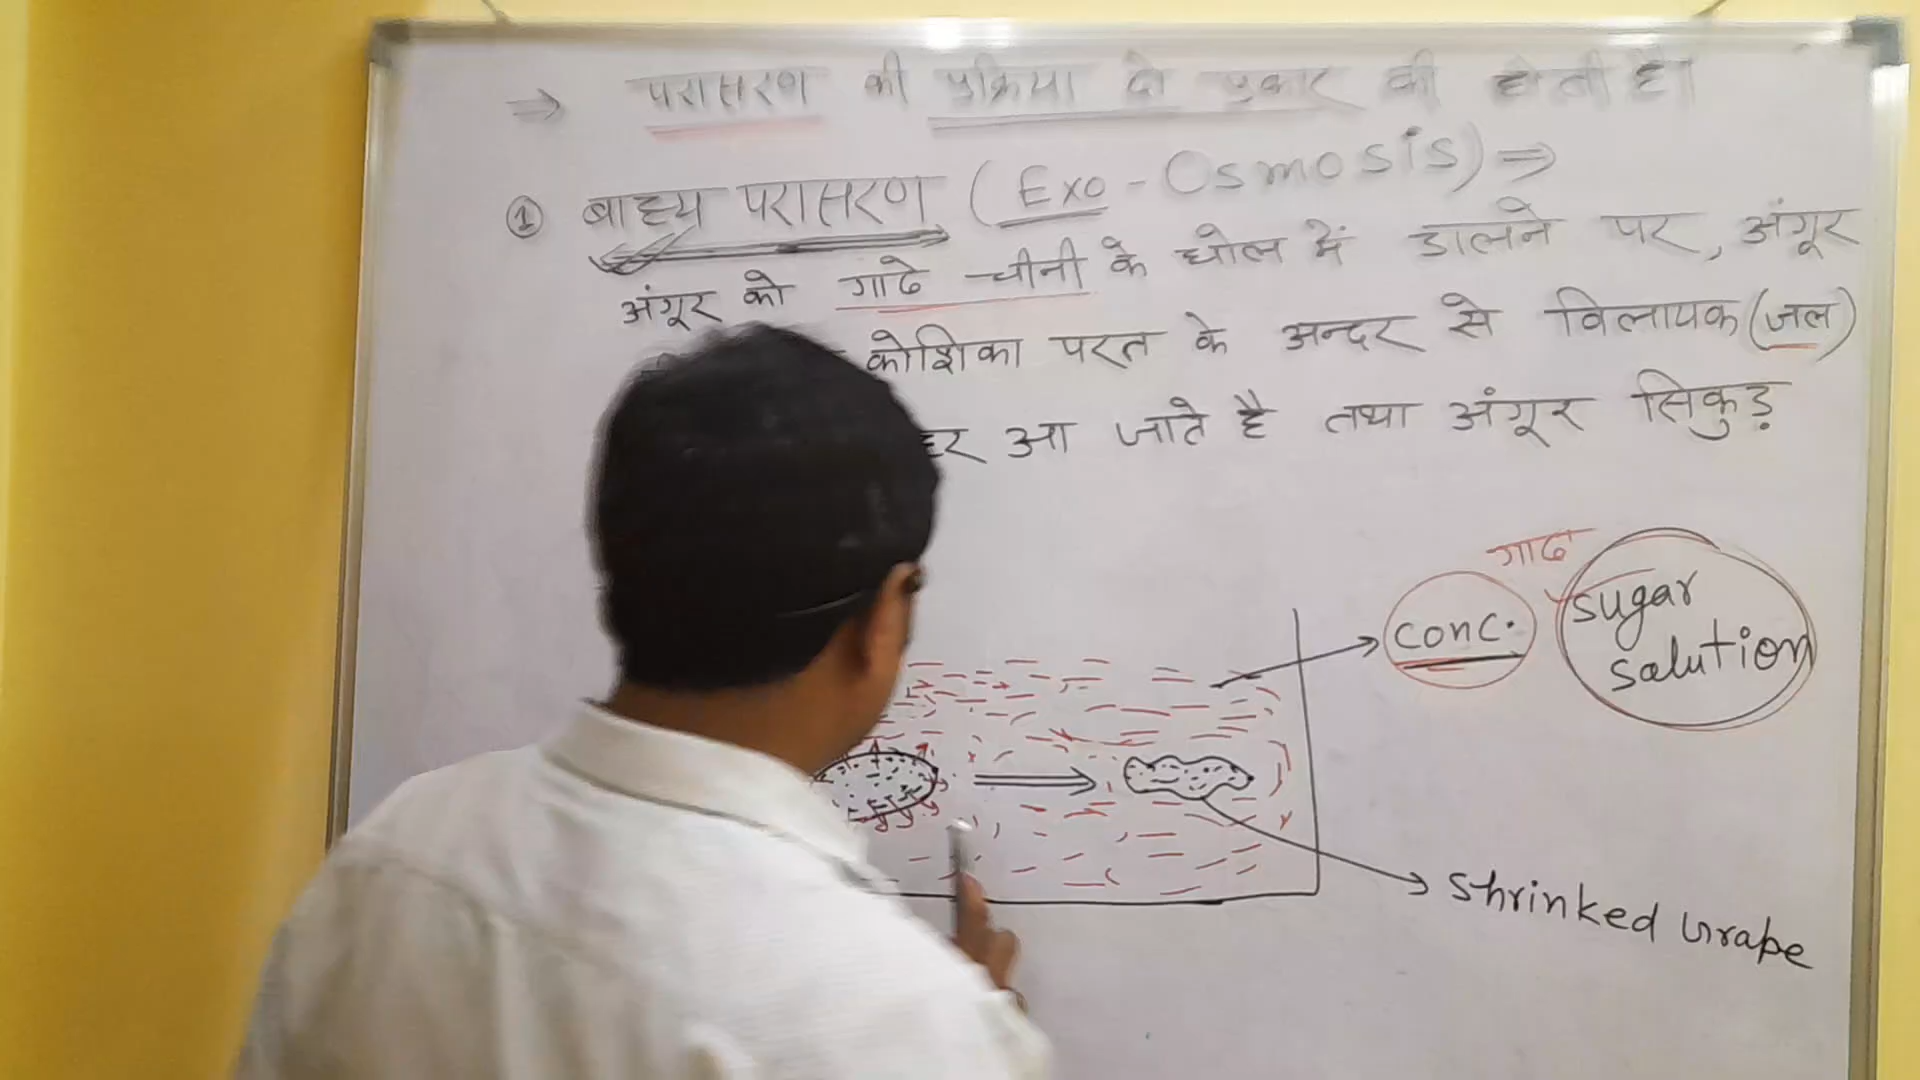 ⇒ परासरण की प्रक्रिया दो प्रकार की होती है।
① बाह्य परासरण (Exo-Osmosis) ⇒
अंगूर को गाढे चीनी के घोल में डालने पर, अंगूर
कोशिका परत के अन्दर से विलायक (जल)
हर आ जाते है तथा अंगूर सिकुड़
गाढ
conc. sugar
salution
shrinked Grape